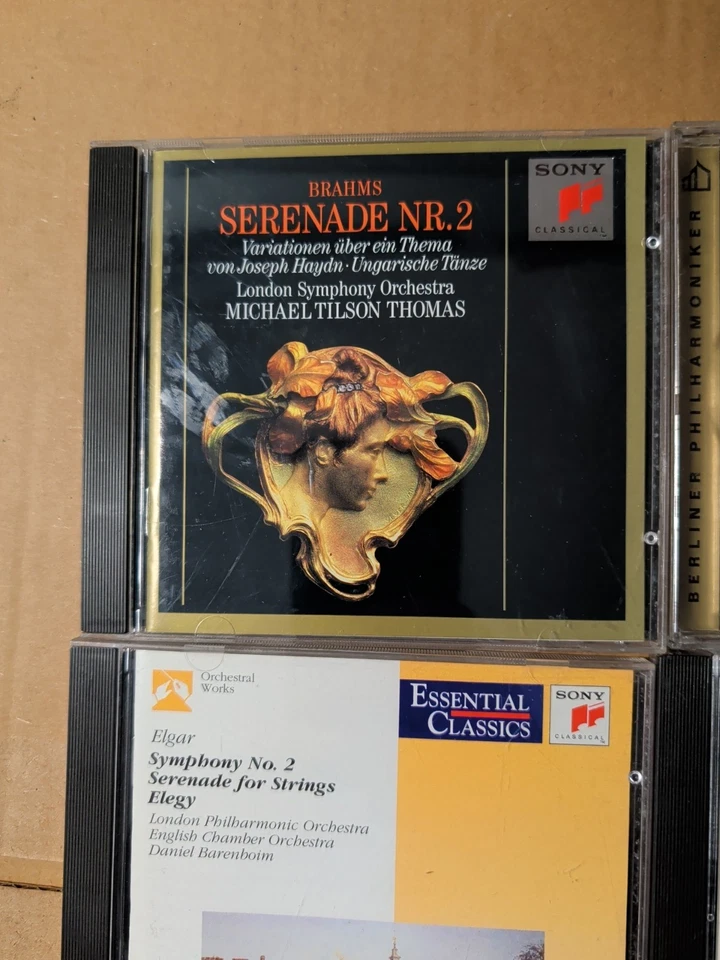 BRAHMS
SERENADE NR. 2
Variationen über ein Thema
von Joseph Haydn · Ungarische Tänze
London Symphony Orchestra
MICHAEL TILSON THOMAS
SONY
CLASSICAL
BERLINER PHILHARMONIKER
Orchestral
Works
Elgar
Symphony No. 2
Serenade for Strings
Elegy
London Philharmonic Orchestra
English Chamber Orchestra
Daniel Barenboim
ESSENTIAL
CLASSICS
SONY
CLASSICAL